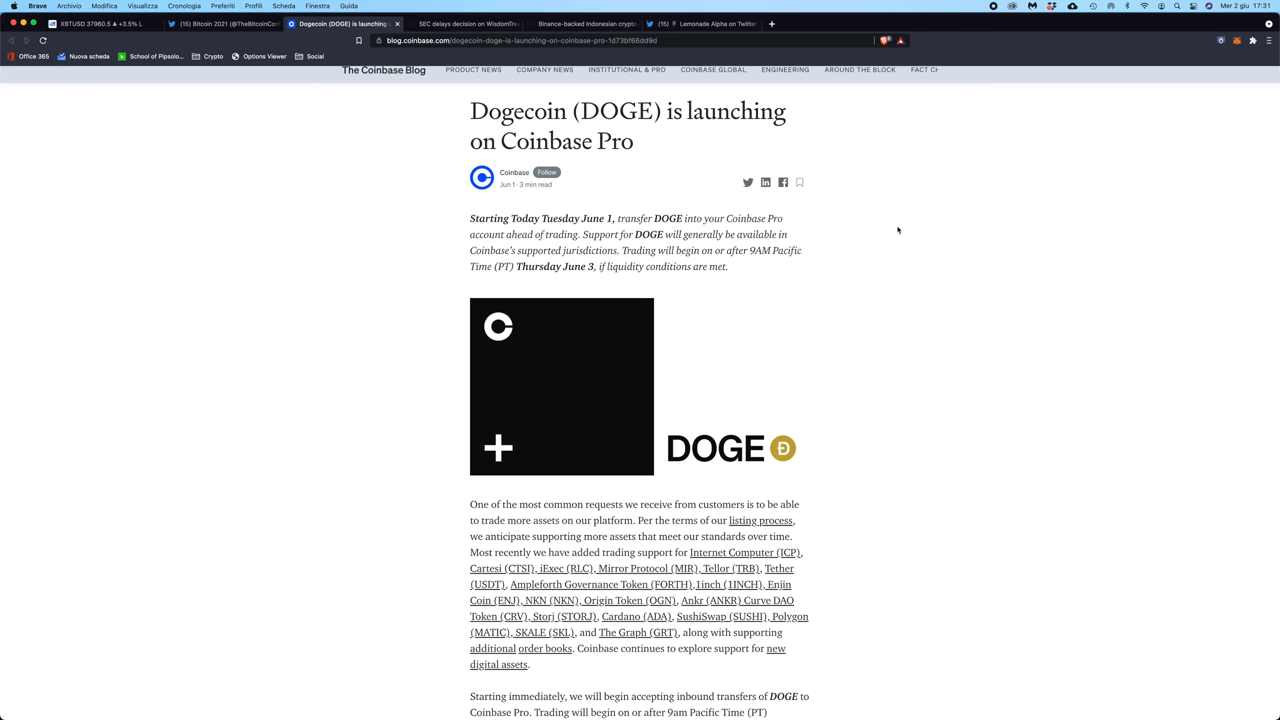 Brave Archivio Modifica Visualizza Cronologia Preferiti Profili Scheda Finestra Guida Mer 2 giu 17:31
XBTUSD 37960.5 ▲ +3.5% L (15) Bitcoin 2021 (@TheBitcoinCon Dogecoin (DOGE) is launching SEC delays decision on WisdomTre Binance-backed Indonesian crypto (15) Lemonade Alpha on Twitter
blog.coinbase.com/dogecoin-doge-is-launching-on-coinbase-pro-1d73bf66dd9d
Office 365 Nuova scheda School of Pipsolo... Crypto Options Viewer Social
The Coinbase Blog PRODUCT NEWS COMPANY NEWS INSTITUTIONAL & PRO COINBASE GLOBAL ENGINEERING AROUND THE BLOCK FACT CH
Dogecoin (DOGE) is launching
on Coinbase Pro
Coinbase Follow
Jun 1 · 3 min read
Starting Today Tuesday June 1, transfer DOGE into your Coinbase Pro
account ahead of trading. Support for DOGE will generally be available in
Coinbase's supported jurisdictions. Trading will begin on or after 9AM Pacific
Time (PT) Thursday June 3, if liquidity conditions are met.
DOGE
One of the most common requests we receive from customers is to be able
to trade more assets on our platform. Per the terms of our listing process,
we anticipate supporting more assets that meet our standards over time.
Most recently we have added trading support for Internet Computer (ICP),
Cartesi (CTSI), iExec (RLC), Mirror Protocol (MIR), Tellor (TRB), Tether
(USDT), Ampleforth Governance Token (FORTH),1inch (1INCH), Enjin
Coin (ENJ), NKN (NKN), Origin Token (OGN), Ankr (ANKR) Curve DAO
Token (CRV), Storj (STORJ), Cardano (ADA), SushiSwap (SUSHI), Polygon
(MATIC), SKALE (SKL), and The Graph (GRT), along with supporting
additional order books. Coinbase continues to explore support for new
digital assets.
Starting immediately, we will begin accepting inbound transfers of DOGE to
Coinbase Pro. Trading will begin on or after 9am Pacific Time (PT)